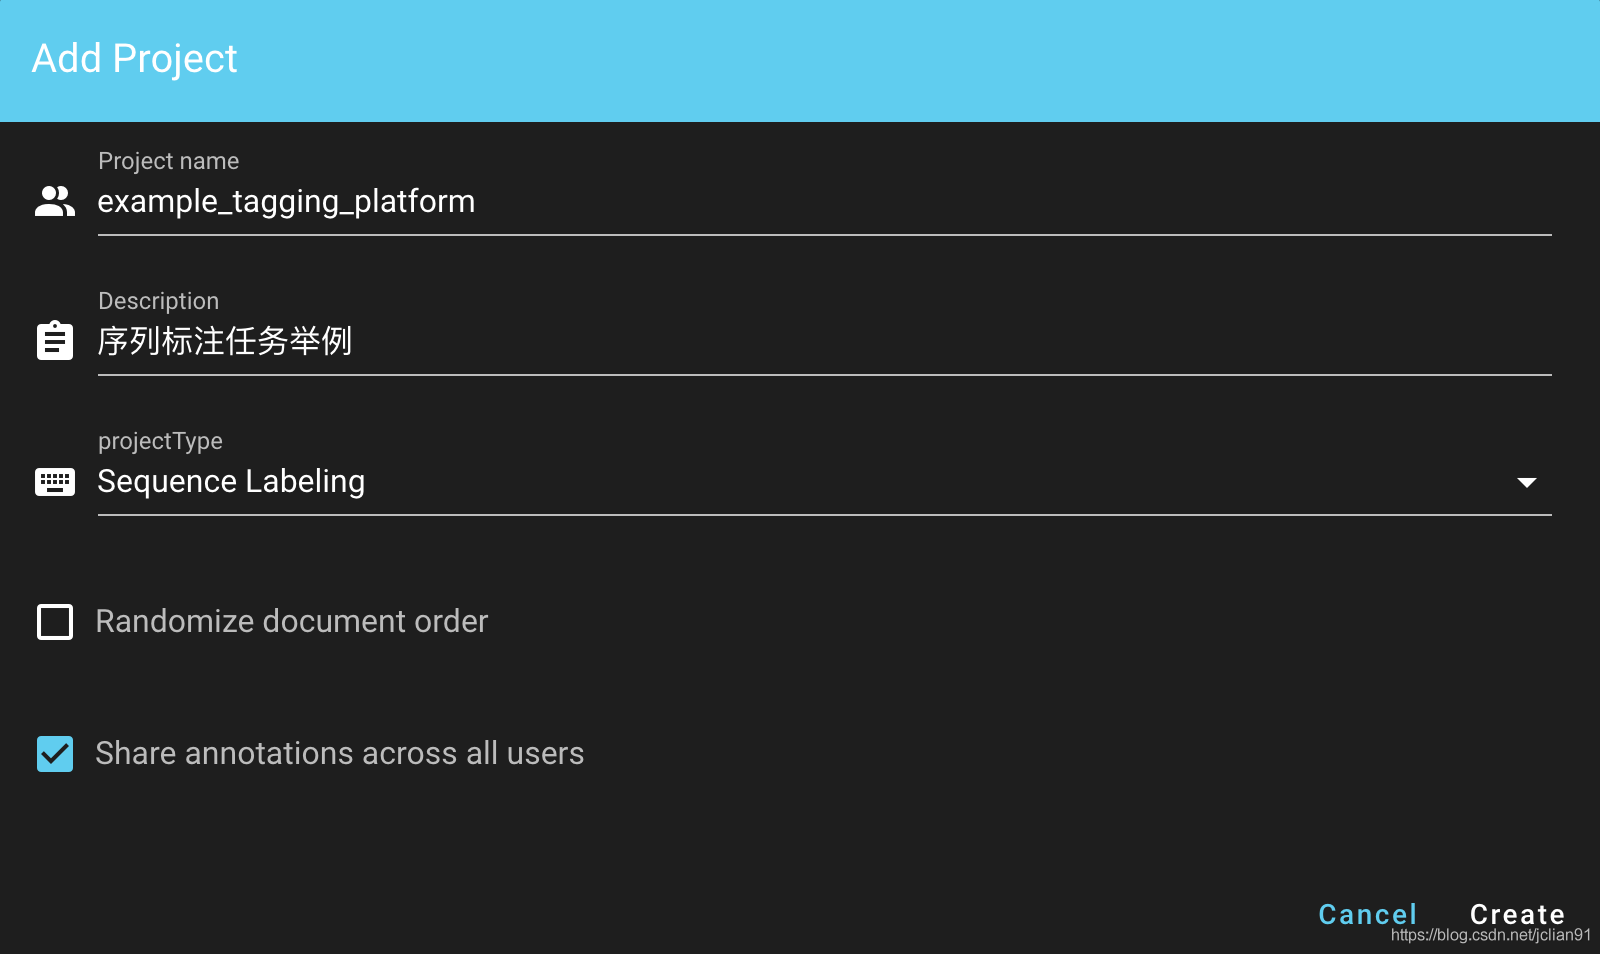 Add Project
Project name
example_tagging_platform
Description
序列标注任务举例
projectType
Sequence Labeling
Randomize document order
Share annotations across all users
Cancel Create
https://blog.csdn.net/jclian91